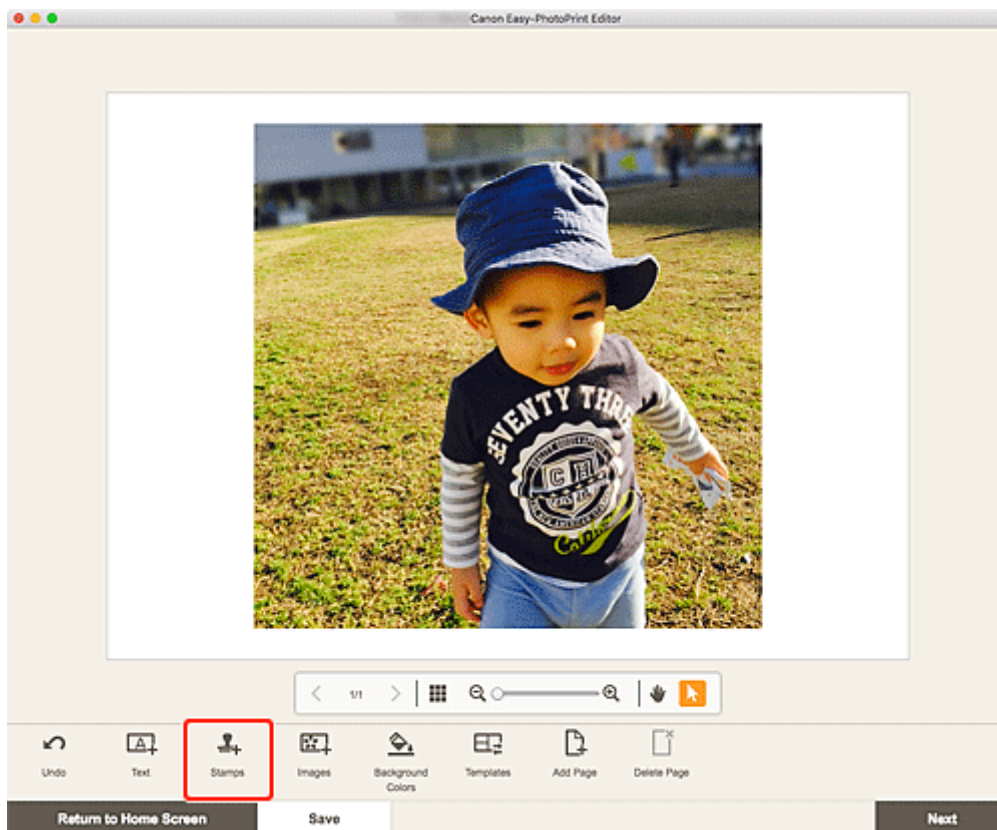 Canon Easy-PhotoPrint Editor
SEVENTY THRE
C H
1/1
Undo
Text
Stamps
Images
Background
Colors
Templates
Add Page
Delete Page
Return to Home Screen
Save
Next